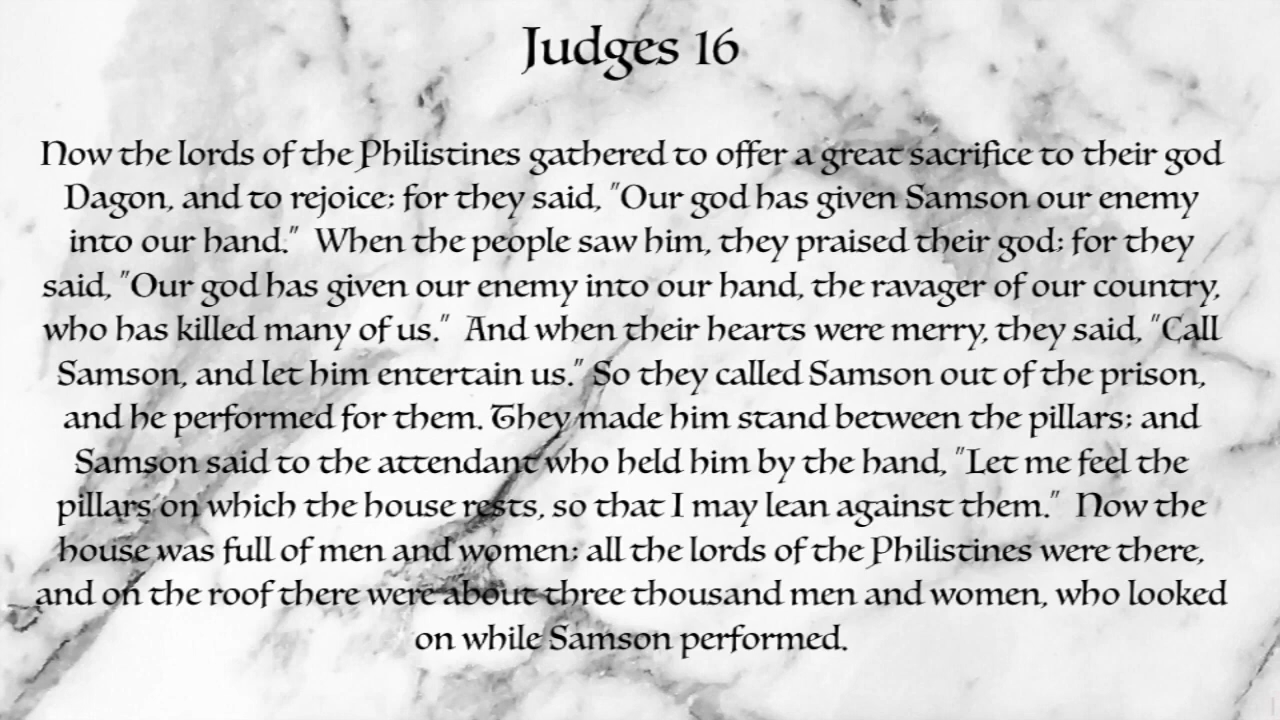 Judges 16
Now the lords of the Philistines gathered to offer a great sacrifice to their god
Dagon, and to rejoice; for they said, "Our god has given Samson our enemy
into our hand."  When the people saw him, they praised their god; for they
said, "Our god has given our enemy into our hand, the ravager of our country,
who has killed many of us."  And when their hearts were merry, they said, "Call
Samson, and let him entertain us." So they called Samson out of the prison,
and he performed for them. They made him stand between the pillars; and
Samson said to the attendant who held him by the hand, "Let me feel the
pillars on which the house rests, so that I may lean against them."  Now the
house was full of men and women; all the lords of the Philistines were there,
and on the roof there were about three thousand men and women, who looked
on while Samson performed.